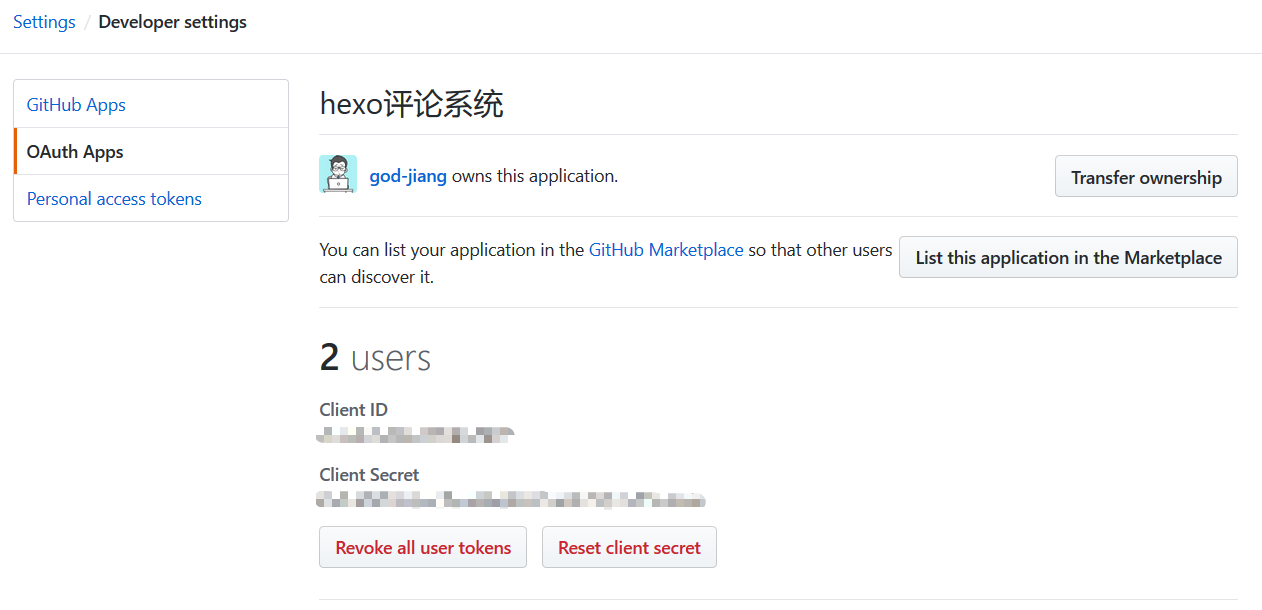 Settings / Developer settings
GitHub Apps
OAuth Apps
Personal access tokens
hexo评论系统
god-jiang owns this application.
Transfer ownership
You can list your application in the GitHub Marketplace so that other users
can discover it.
List this application in the Marketplace
2 users
Client ID
Client Secret
Revoke all user tokens
Reset client secret